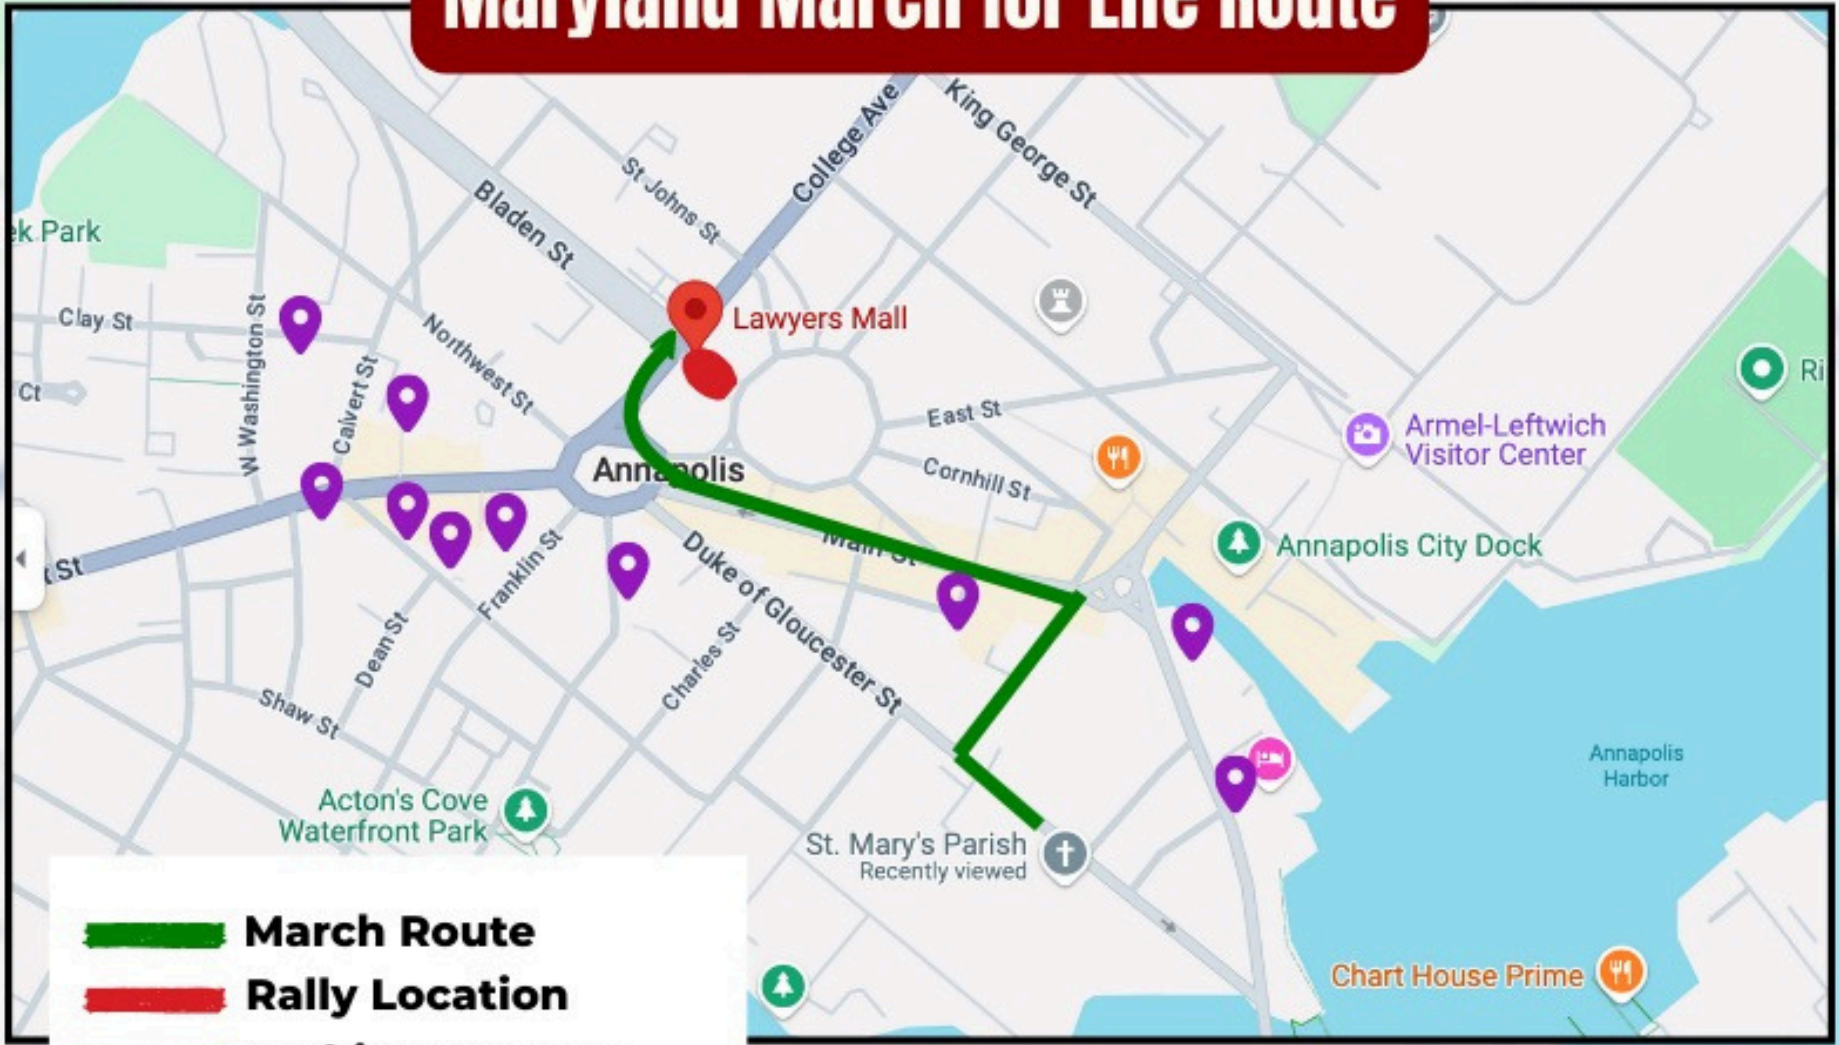 Maryland March for Life Route
King George St
College Ave
St Johns St
Bladen St
ek Park
Clay St
W Washington St
Calvert St
Northwest St
Lawyers Mall
Ct
East St
Cornhill St
Armel-Leftwich
Visitor Center
Ri
Annapolis
Main St
Annapolis City Dock
t St
Franklin St
Duke of Gloucester St
Dean St
Charles St
Shaw St
Annapolis
Harbor
Acton's Cove
Waterfront Park
St. Mary's Parish
Recently viewed
Chart House Prime
March Route
Rally Location